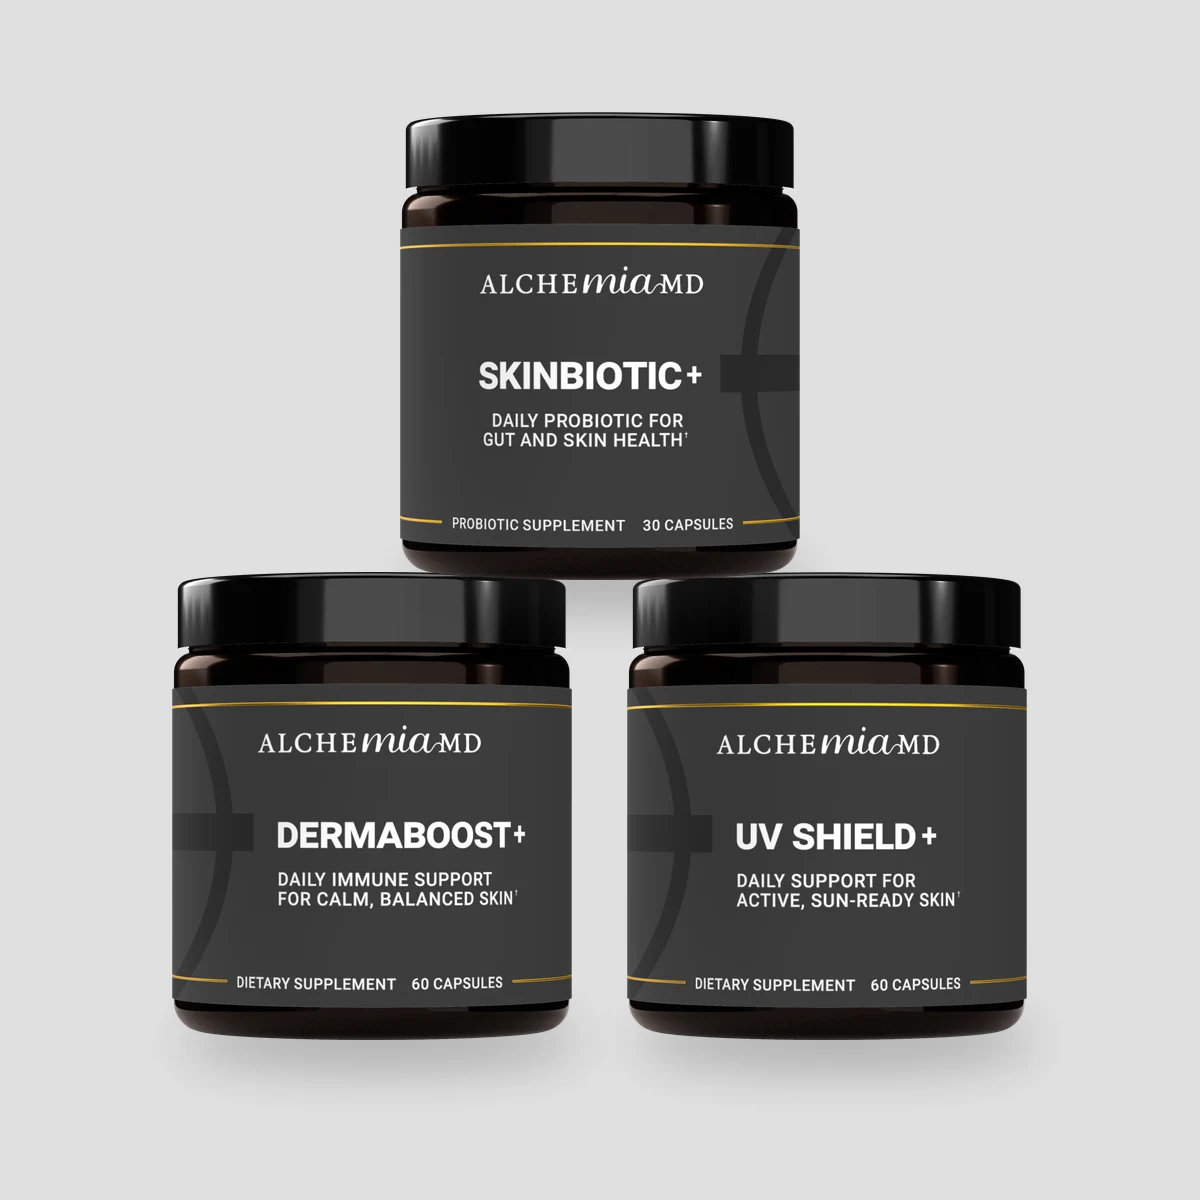 ALCHEmiaMD
SKINBIOTIC+
DAILY PROBIOTIC FOR
GUT AND SKIN HEALTH†
PROBIOTIC SUPPLEMENT 30 CAPSULES
ALCHEmiaMD
DERMABOOST+
DAILY IMMUNE SUPPORT
FOR CALM, BALANCED SKIN†
DIETARY SUPPLEMENT 60 CAPSULES
ALCHEmiaMD
UV SHIELD+
DAILY SUPPORT FOR
ACTIVE, SUN-READY SKIN†
DIETARY SUPPLEMENT 60 CAPSULES